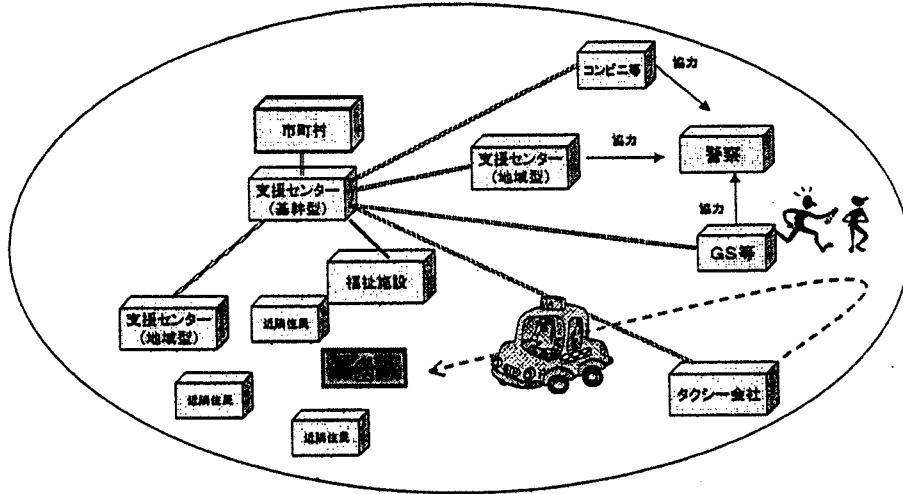 コンビニ等
協力
市町村
警察
支援センター
(地域型)
協力
支援センター
(基幹型)
協力
GS等
福祉施設
支援センター
(地域型)
近隣住民
タクシー会社
近隣住民
近隣住民